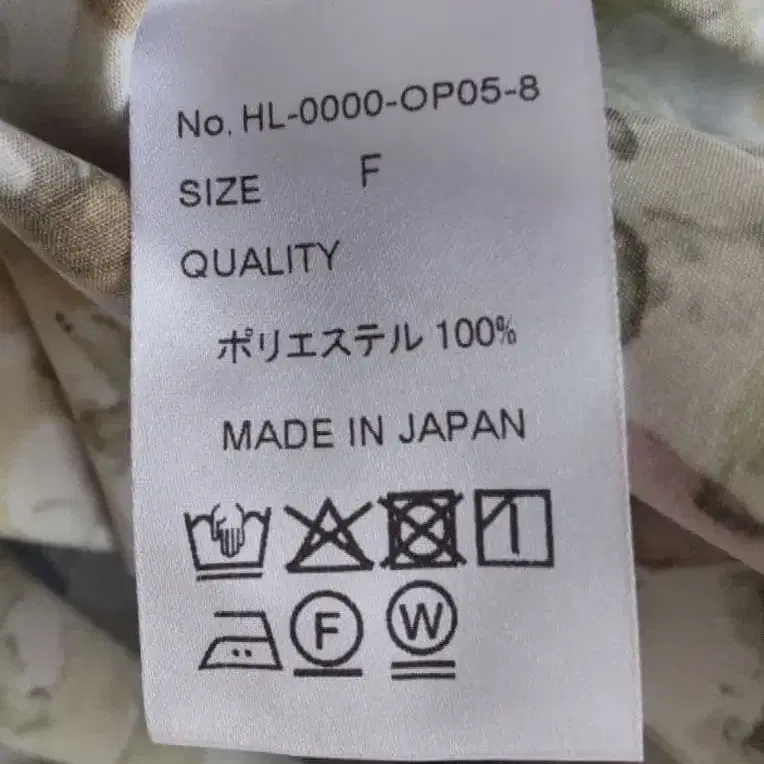 No. HL-0000-OP05-8
SIZE F
QUALITY
ポリエステル 100%
MADE IN JAPAN
F W